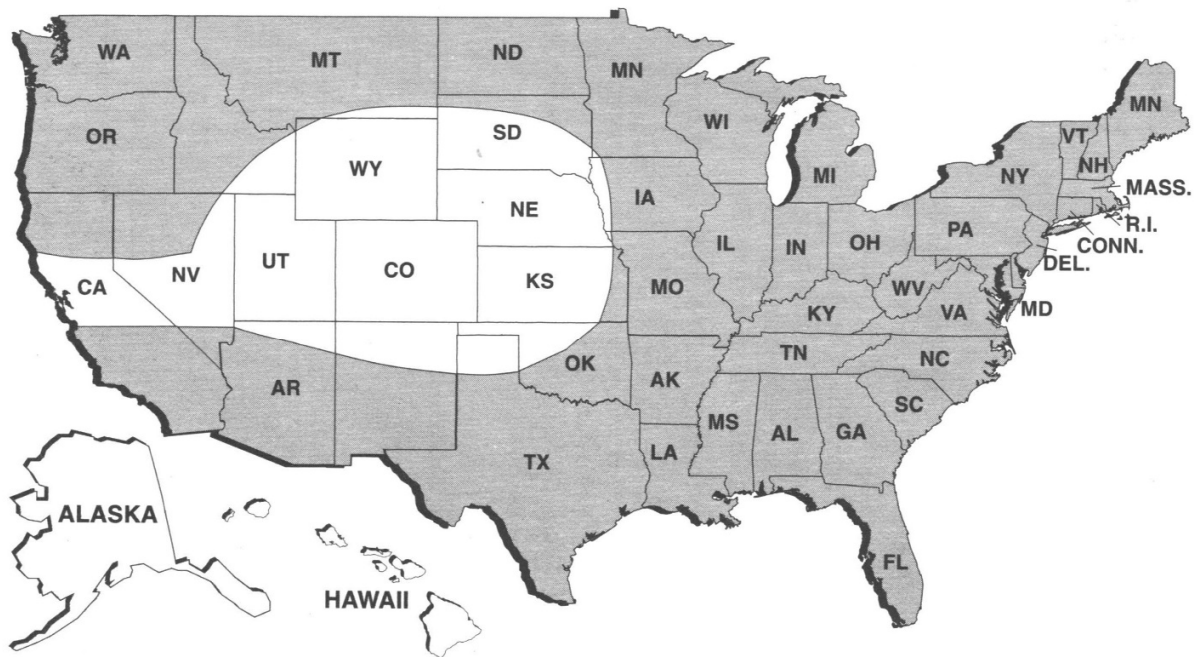 WA
MT
ND
MN
MN
OR
SD
WI
VT
NH
WY
MI
NY
MASS.
IA
NE
R.I.
PA
CONN.
IL
IN
OH
UT
CO
DEL.
NV
CA
KS
MO
WV
VA
MD
KY
TN
NC
OK
AR
AK
SC
MS
AL
GA
LA
TX
ALASKA
FL
HAWAII